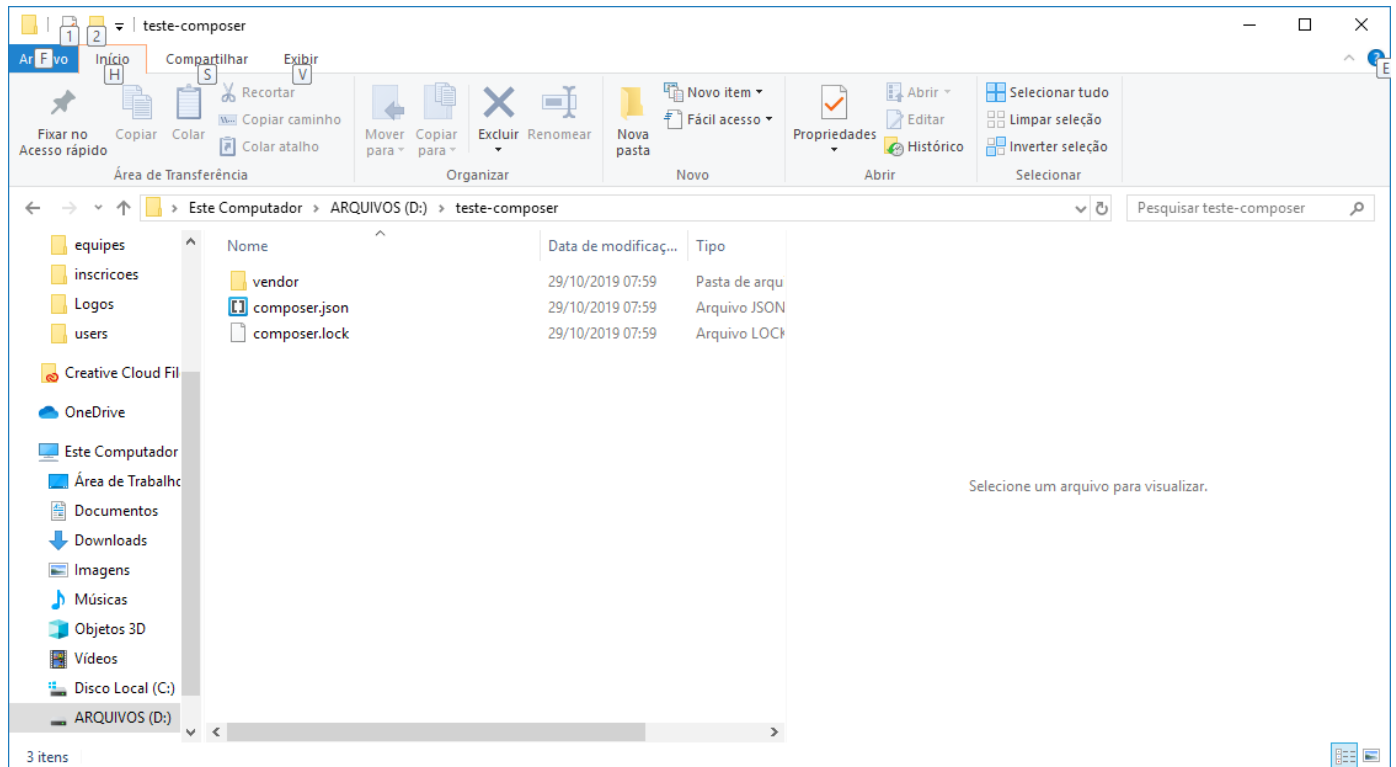 teste-composer
1
2
Ar F vo Início Compartilhar Exibir
H S V E
Fixar no
Acesso rápido
Copiar
Colar
Recortar
Copiar caminho
Colar atalho
Área de Transferência
Mover
para
Copiar
para
Excluir
Renomear
Organizar
Nova
pasta
Novo item
Fácil acesso
Novo
Propriedades
Abrir
Editar
Histórico
Abrir
Selecionar tudo
Limpar seleção
Inverter seleção
Selecionar
Este Computador > ARQUIVOS (D:) > teste-composer
Pesquisar teste-composer
equipes
inscricoes
Logos
users
Creative Cloud Fil
OneDrive
Este Computador
Área de Trabalho
Documentos
Downloads
Imagens
Músicas
Objetos 3D
Vídeos
Disco Local (C:)
ARQUIVOS (D:)
Nome Data de modificaç... Tipo
vendor 29/10/2019 07:59 Pasta de arqu
composer.json 29/10/2019 07:59 Arquivo JSON
composer.lock 29/10/2019 07:59 Arquivo LOCK
Selecione um arquivo para visualizar.
3 itens